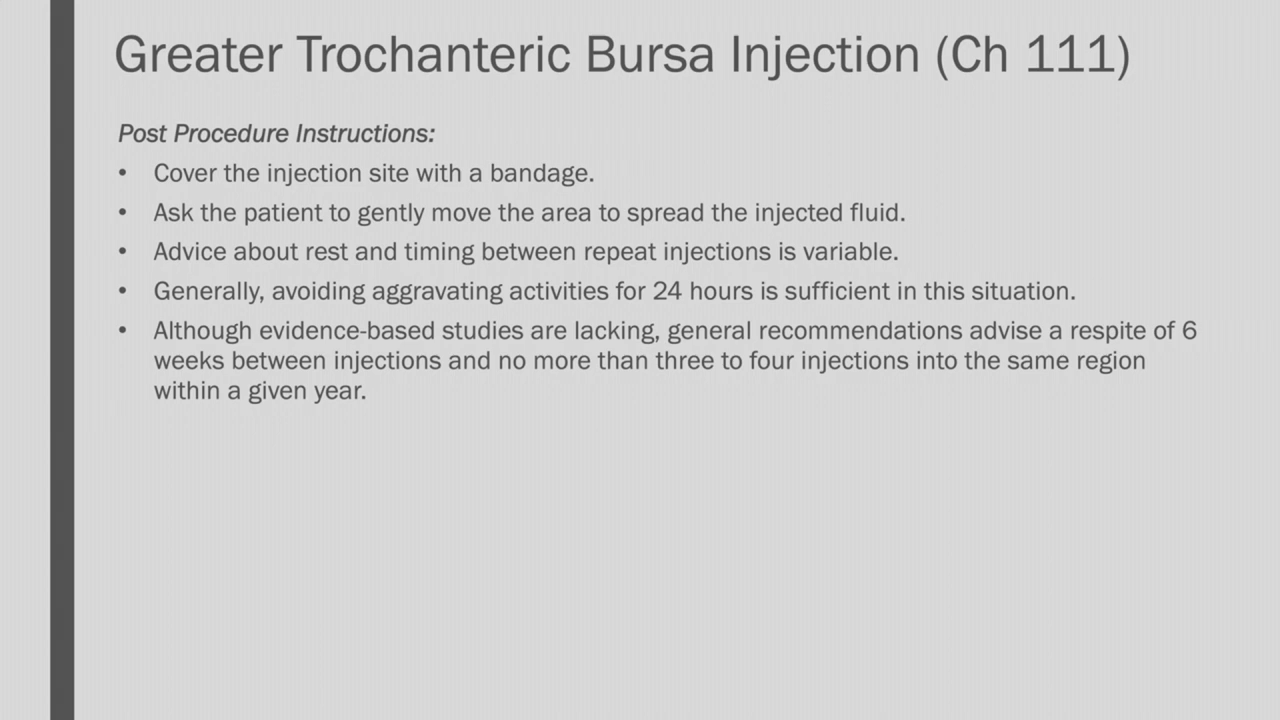 Greater Trochanteric Bursa Injection (Ch 111)
Post Procedure Instructions:
• Cover the injection site with a bandage.
• Ask the patient to gently move the area to spread the injected fluid.
• Advice about rest and timing between repeat injections is variable.
• Generally, avoiding aggravating activities for 24 hours is sufficient in this situation.
• Although evidence-based studies are lacking, general recommendations advise a respite of 6
weeks between injections and no more than three to four injections into the same region
within a given year.